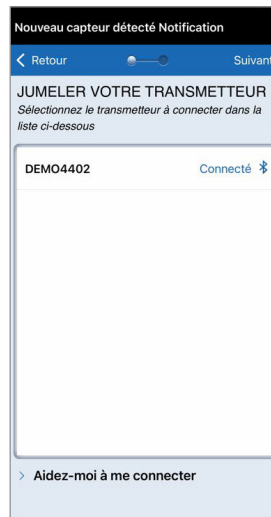 Nouveau capteur détecté Notification
Retour
Suivant
JUMELER VOTRE TRANSMETTEUR
Sélectionnez le transmetteur à connecter dans la
liste ci-dessous
DEMO4402 Connecté
Aidez-moi à me connecter